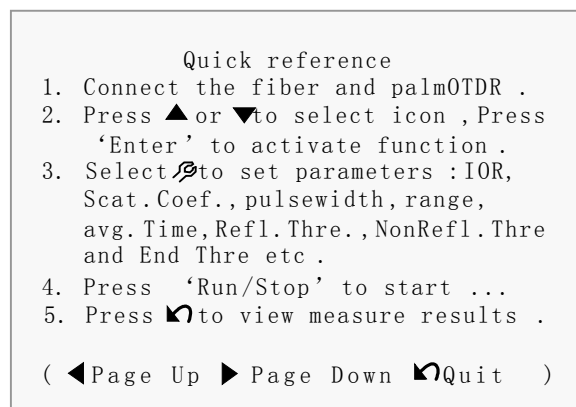 Quick reference
1. Connect the fiber and palmOTDR .
2. Press ▲ or ▼to select icon ,Press
‘Enter’ to activate function .
3. Select to set parameters :IOR,
Scat.Coef.,pulsewidth,range,
avg.Time,Refl.Thre.,NonRefl.Thre
and End Thre etc .
4. Press ‘Run/Stop’ to start ...
5. Press to view measure results .
( ◀Page Up ▶ Page Down Quit )